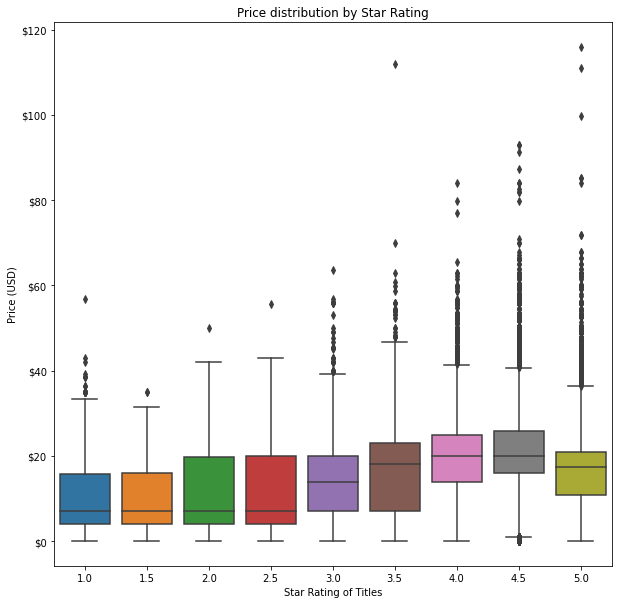 Price distribution by Star Rating
$120
$100
$80
$60
$40
$20
$0
Price (USD)
1.0 1.5 2.0 2.5 3.0 3.5 4.0 4.5 5.0
Star Rating of Titles